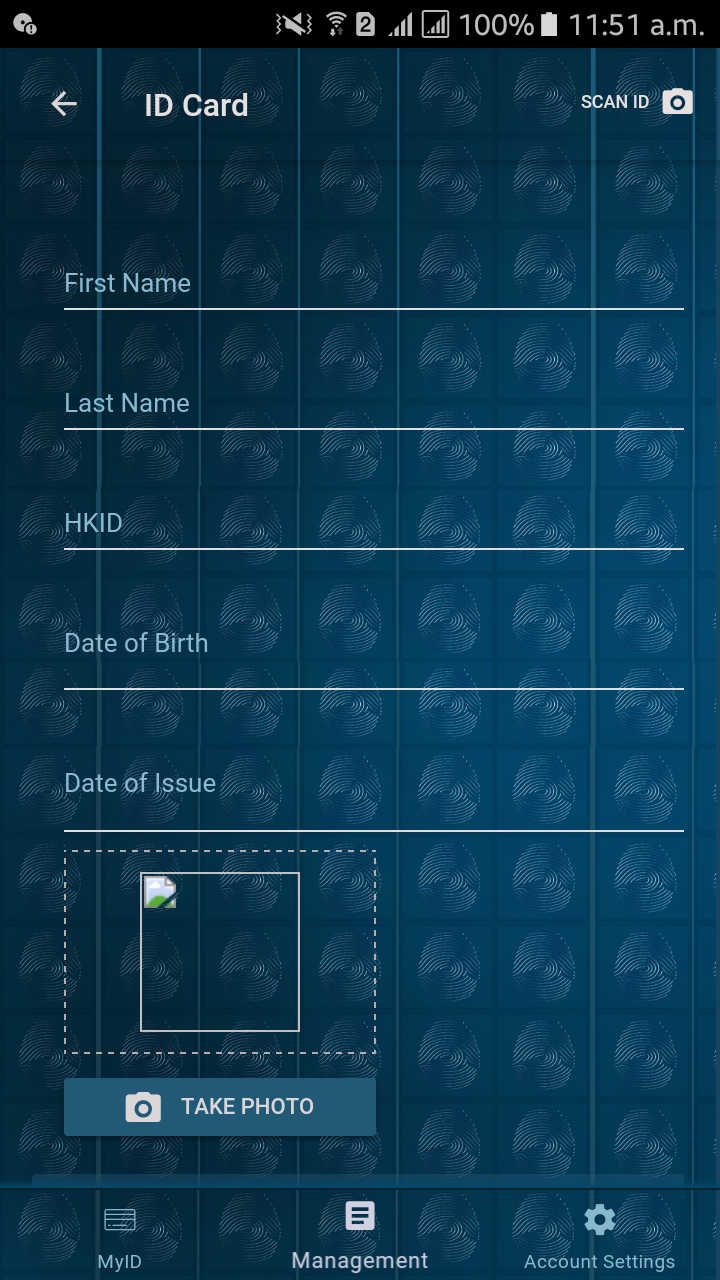 2 100% 11:51 a.m.
ID Card
SCAN ID
First Name
Last Name
HKID
Date of Birth
Date of Issue
TAKE PHOTO
MyID
Management
Account Settings